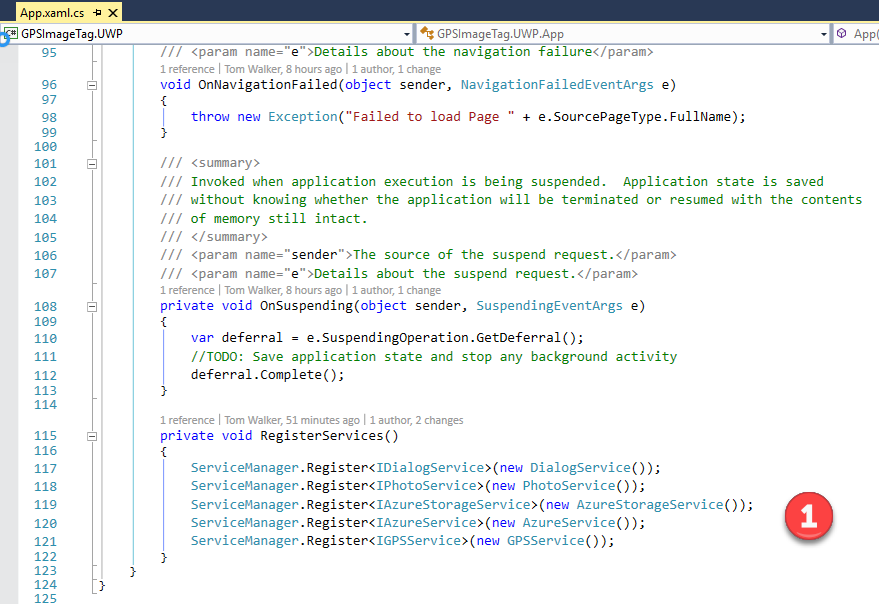 App.xaml.cs
C# GPSImageTag.UWP GPSImageTag.UWP.App App(
95 /// <param name="e">Details about the navigation failure</param>
1 reference | Tom Walker, 8 hours ago | 1 author, 1 change
96 void OnNavigationFailed(object sender, NavigationFailedEventArgs e)
97 {
98 throw new Exception("Failed to load Page " + e.SourcePageType.FullName);
99 }
100
101 /// <summary>
102 /// Invoked when application execution is being suspended.  Application state is saved
103 /// without knowing whether the application will be terminated or resumed with the contents
104 /// of memory still intact.
105 /// </summary>
106 /// <param name="sender">The source of the suspend request.</param>
107 /// <param name="e">Details about the suspend request.</param>
1 reference | Tom Walker, 8 hours ago | 1 author, 1 change
108 private void OnSuspending(object sender, SuspendingEventArgs e)
109 {
110 var deferral = e.SuspendingOperation.GetDeferral();
111 //TODO: Save application state and stop any background activity
112 deferral.Complete();
113 }
114
1 reference | Tom Walker, 51 minutes ago | 1 author, 2 changes
115 private void RegisterServices()
116 {
117 ServiceManager.Register<IDialogService>(new DialogService());
118 ServiceManager.Register<IPhotoService>(new PhotoService());
119 ServiceManager.Register<IAzureStorageService>(new AzureStorageService());
120 ServiceManager.Register<IAzureService>(new AzureService());
121 ServiceManager.Register<IGPSService>(new GPSService());
1
122 }
123 }
124 }
125